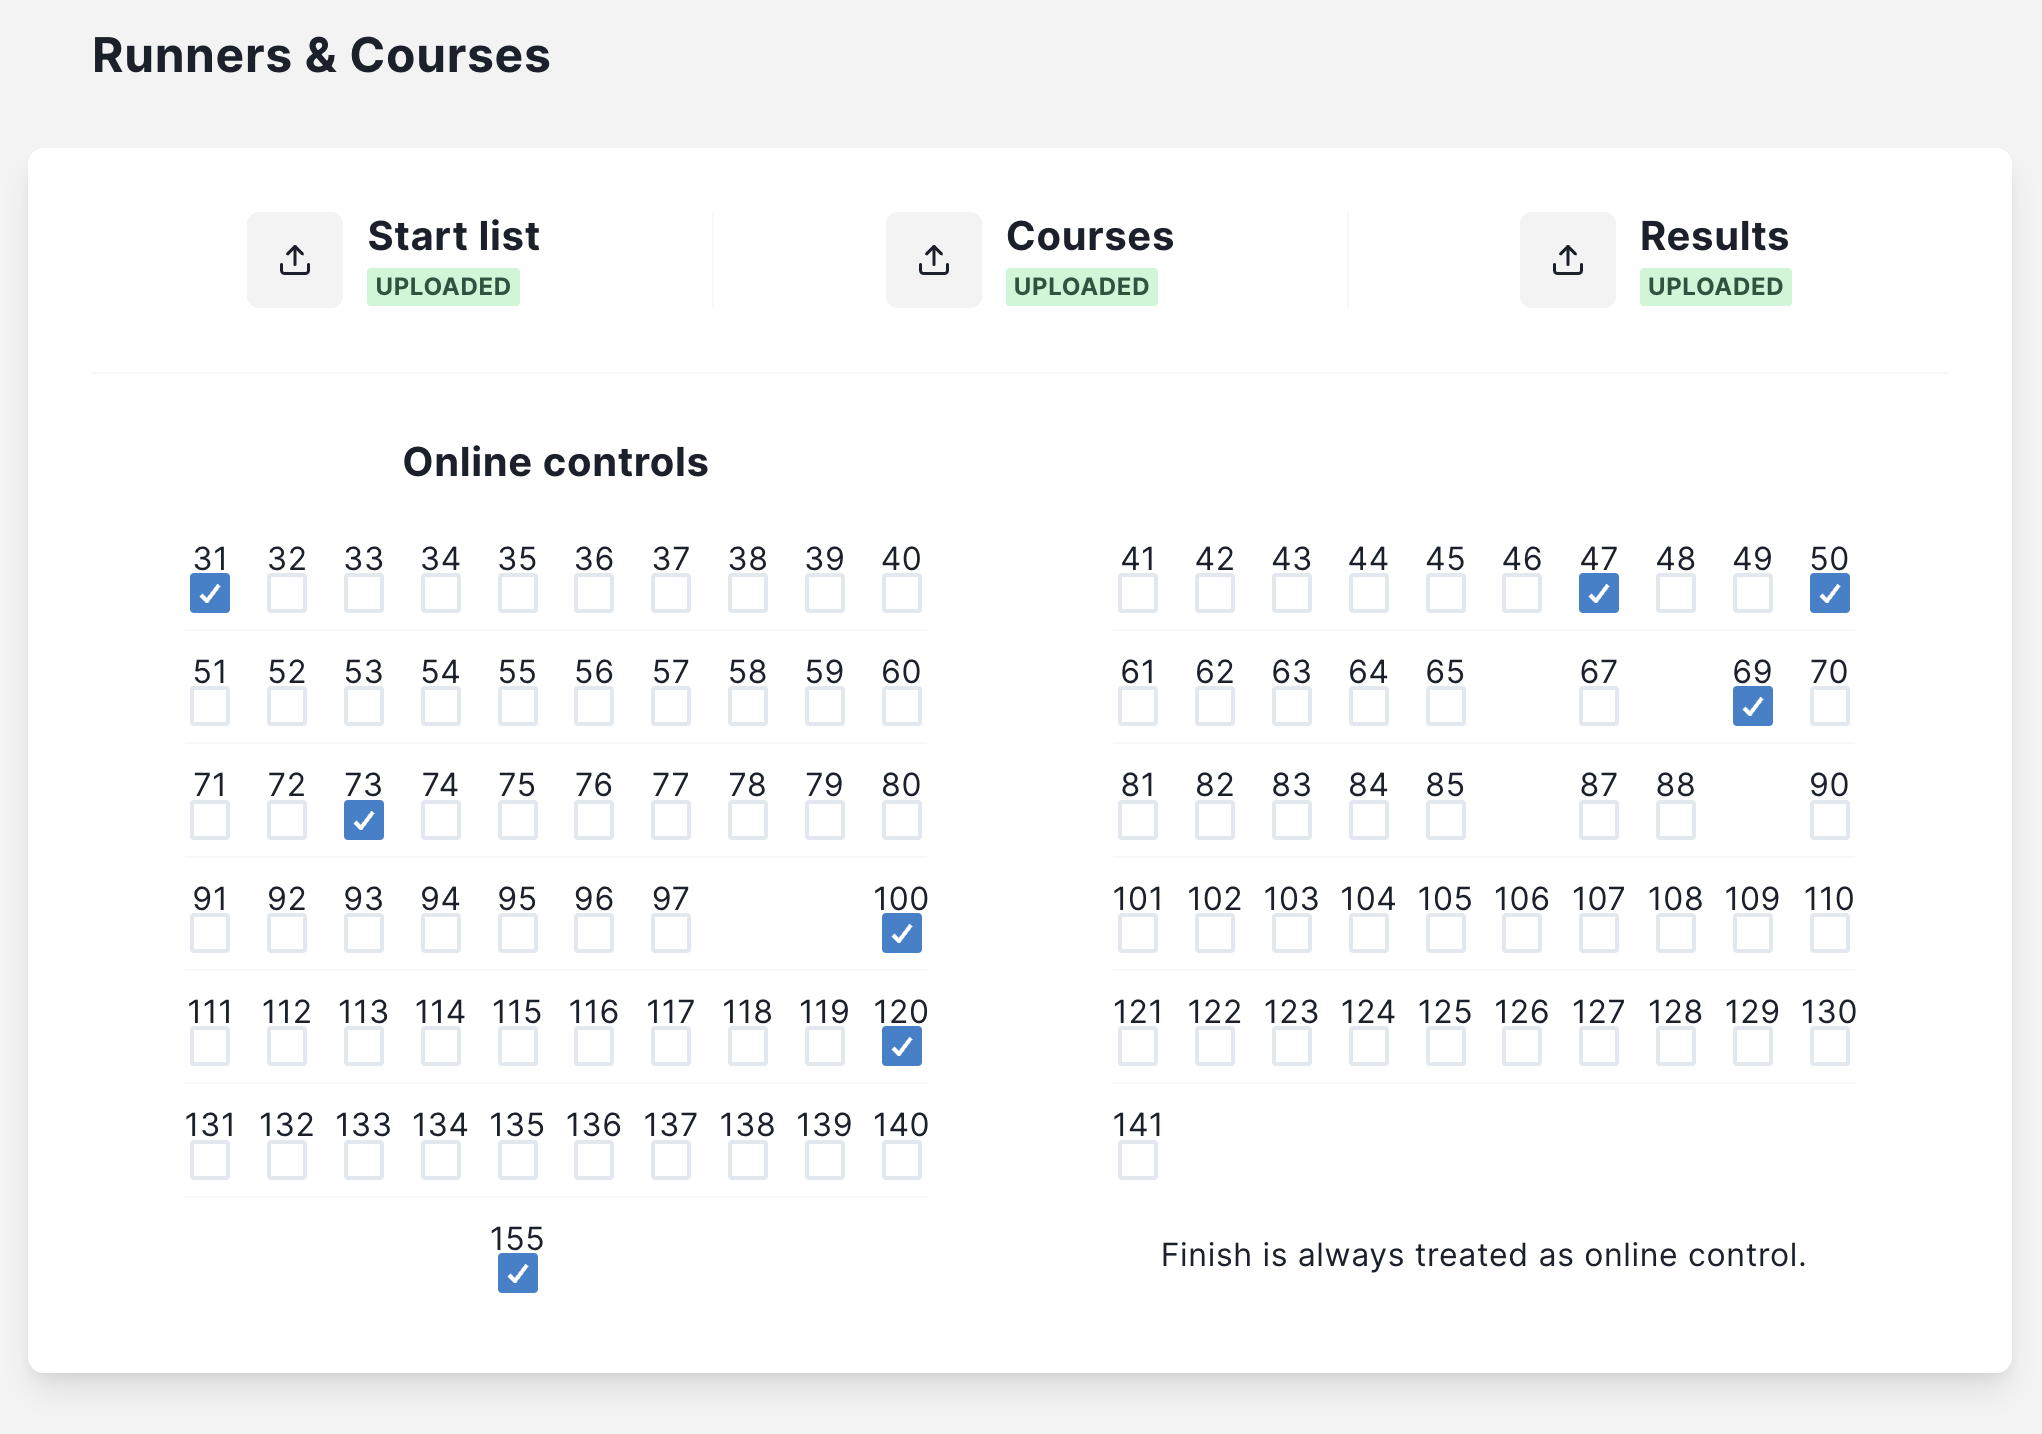 Runners & Courses
Start list
UPLOADED
Courses
UPLOADED
Results
UPLOADED
Online controls
31 32 33 34 35 36 37 38 39 40
41 42 43 44 45 46 47 48 49 50
51 52 53 54 55 56 57 58 59 60
61 62 63 64 65 67 69 70
71 72 73 74 75 76 77 78 79 80
81 82 83 84 85 87 88 90
91 92 93 94 95 96 97 100
101 102 103 104 105 106 107 108 109 110
111 112 113 114 115 116 117 118 119 120
121 122 123 124 125 126 127 128 129 130
131 132 133 134 135 136 137 138 139 140
141
155
Finish is always treated as online control.